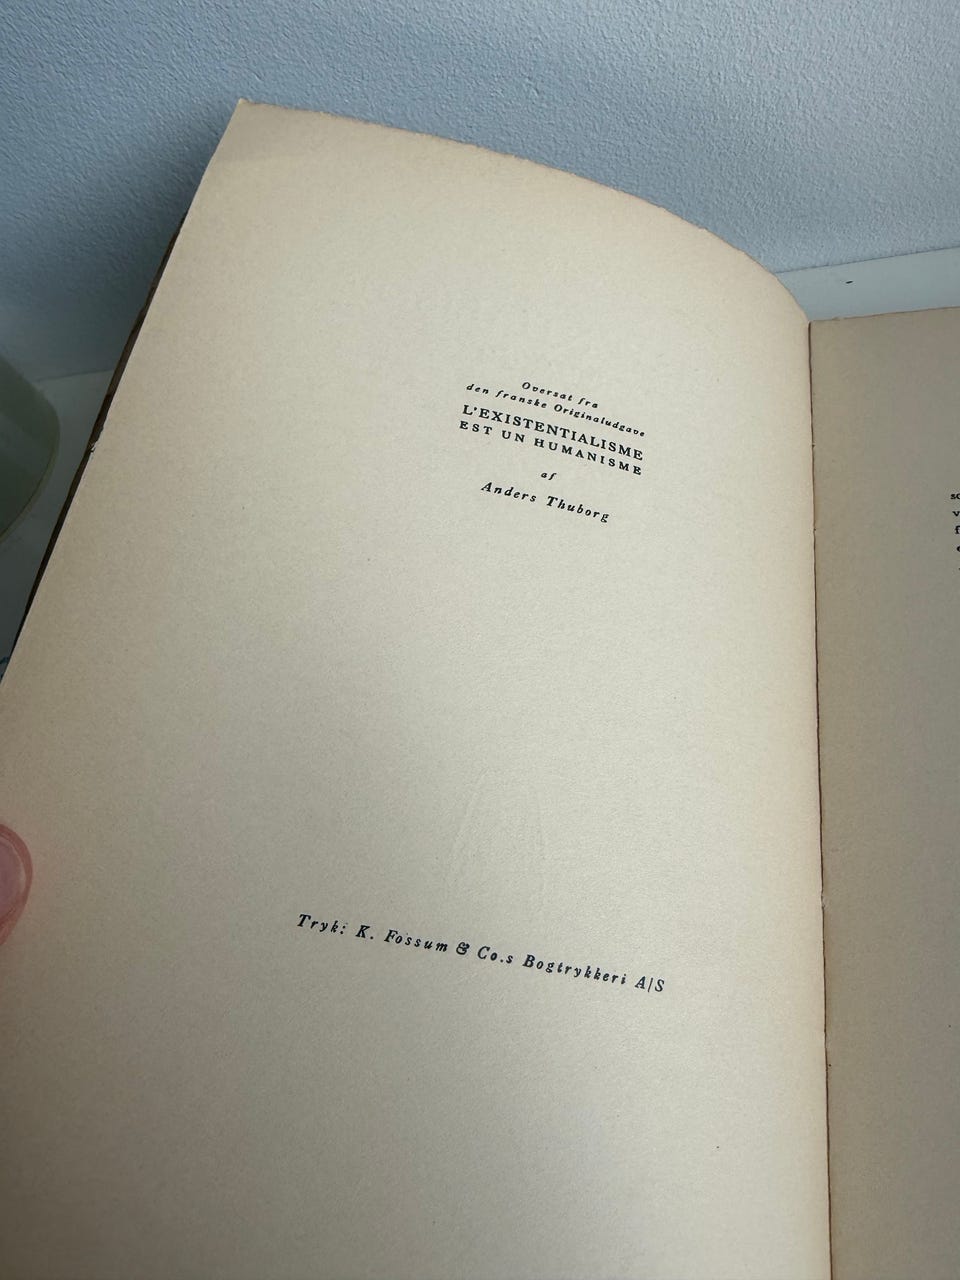 Oversat fra
den franske Originaludgave
L'EXISTENTIALISME
EST UN HUMANISME
af
Anders Thuborg
Tryk: K. Fossum & Co.s Bogtrykkeri A|S